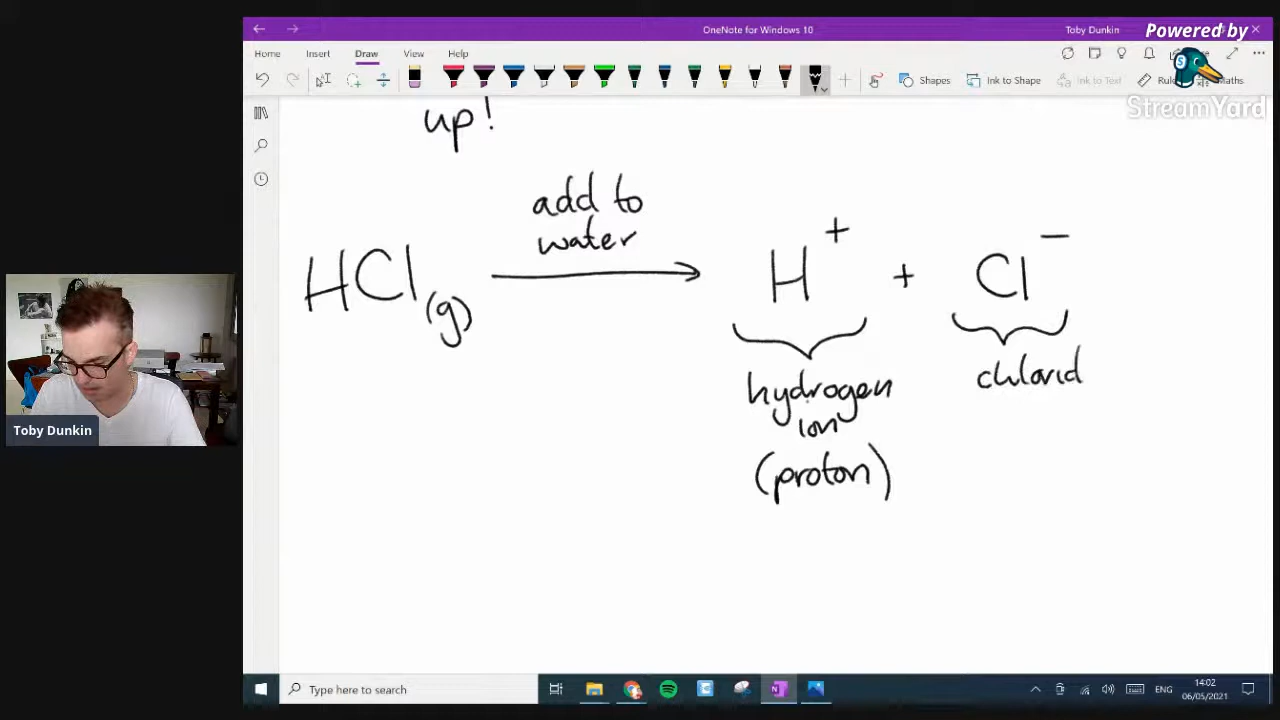 OneNote for Windows 10
Toby Dunkin
Powered by
StreamYard
Home Insert Draw View Help
Shapes Ink to Shape Ink to Text Maths
up!
add to
water
HCl(g) → H⁺ + Cl⁻
hydrogen
ion
(proton)
chlorid
Toby Dunkin
Type here to search
ENG
14:02
06/05/2021